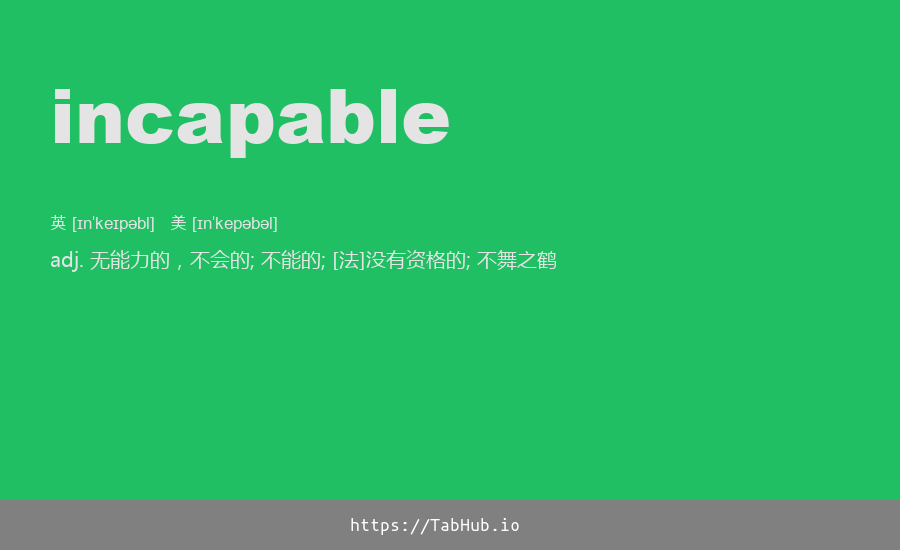 incapable
英 [ɪn'keɪpəbl] 美 [ɪn'kepəbəl]
adj. 无能力的，不会的; 不能的; [法]没有资格的; 不舞之鹤
https://TabHub.io